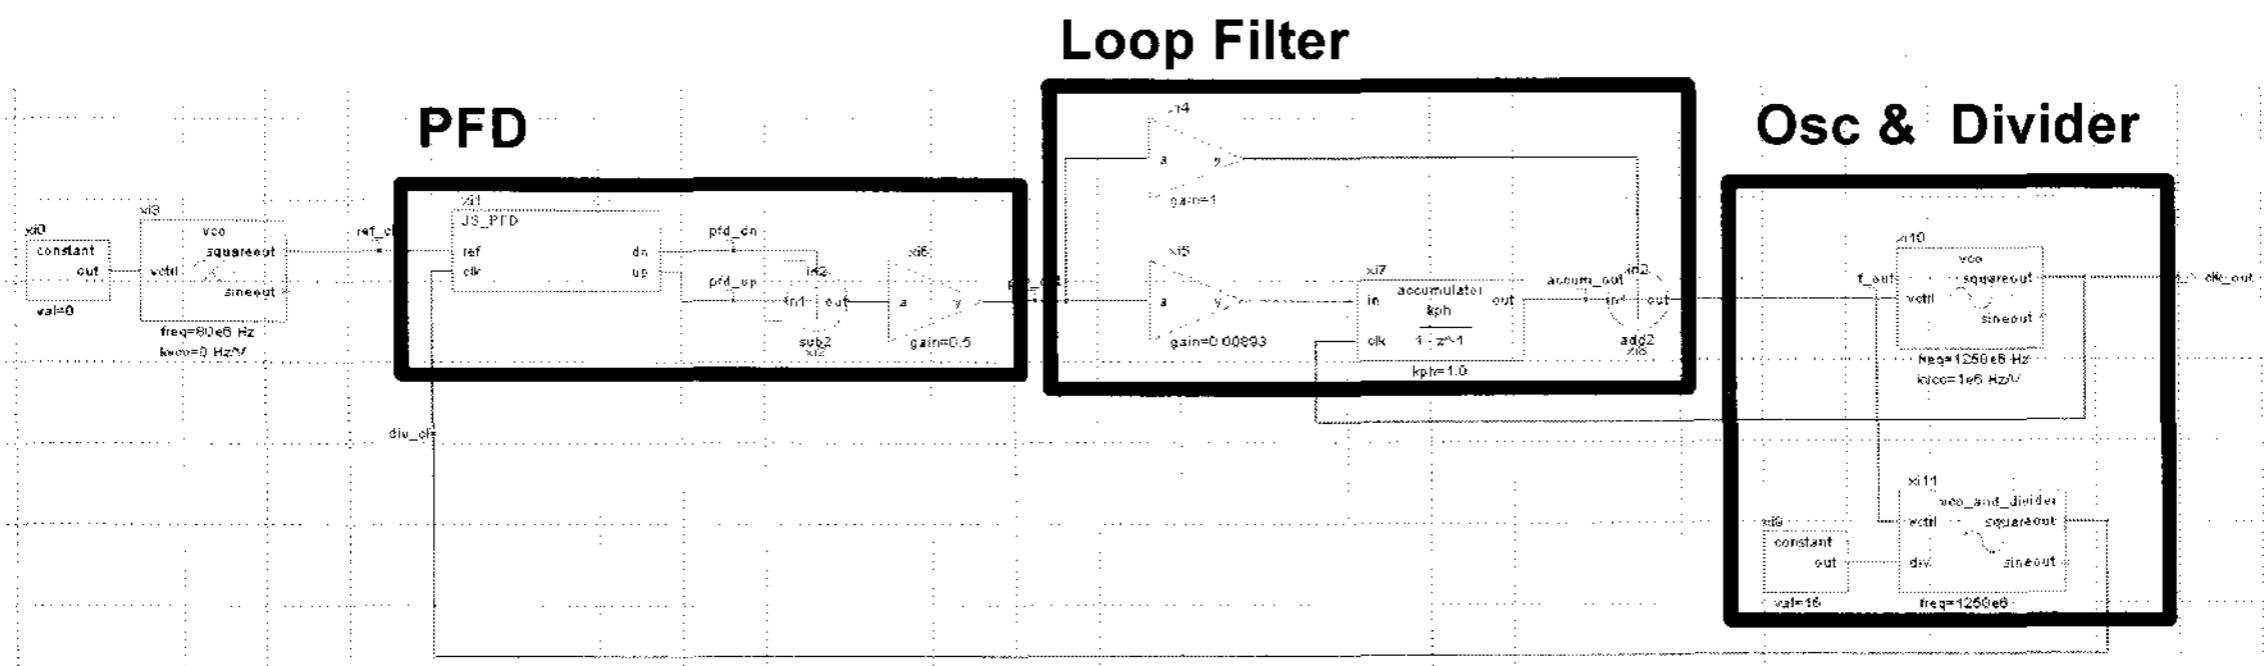 Loop Filter
PFD
Osc & Divider
xi0
constant
out
val=0
xi3
vco
squareout
vctrl
sineout
freq=80e6 Hz
kvco=0 Hz/V
xi1
JS_PFD
ref
clk
dn
up
pfd_dn
pfd_up
in2
in1
out
sub2
xi6
a
y
gain=0.5
a
y
gain=1
xi5
a
y
gain=0.00893
xi7
accumulator
in
out
kph
clk
1 - z^-1
kph=1.0
accum_out
in2
in1
out
add2
xi8
f_out
xi10
vco
squareout
vctrl
sineout
freq=1250e6 Hz
kvco=1e6 Hz/V
clk_out
div_clk
xi9
constant
out
val=16
xi11
vco_and_divider
vctrl
squareout
div
sineout
freq=1250e6